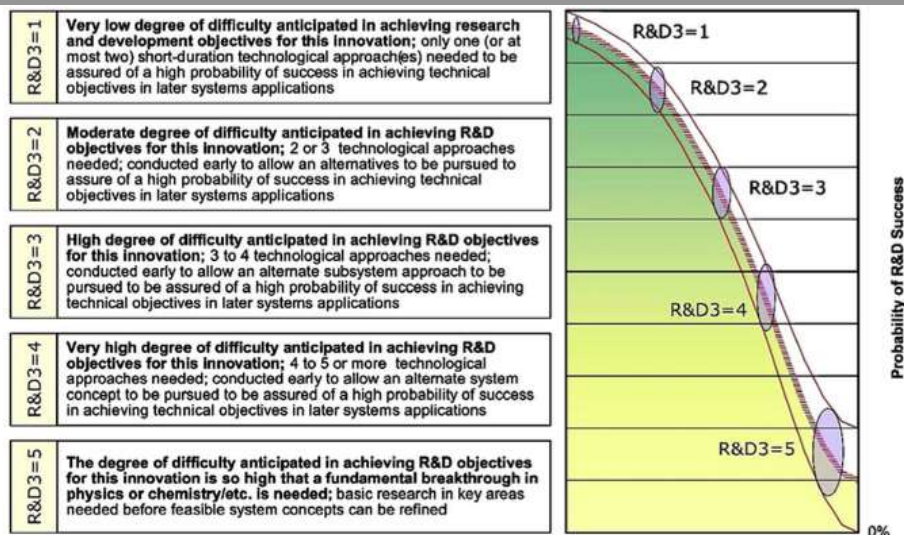 R&D3=1
Very low degree of difficulty anticipated in achieving research
and development objectives for this innovation; only one (or at
most two) short-duration technological approach(es) needed to be
assured of a high probability of success in achieving technical
objectives in later systems applications
R&D3=2
Moderate degree of difficulty anticipated in achieving R&D
objectives for this innovation; 2 or 3 technological approaches
needed; conducted early to allow an alternatives to be pursued to
assure of a high probability of success in achieving technical
objectives in later systems applications
R&D3=3
High degree of difficulty anticipated in achieving R&D objectives
for this innovation; 3 to 4 technological approaches needed;
conducted early to allow an alternate subsystem approach to be
pursued to be assured of a high probability of success in achieving
technical objectives in later systems applications
R&D3=4
Very high degree of difficulty anticipated in achieving R&D
objectives for this innovation; 4 to 5 or more technological
approaches needed; conducted early to allow an alternate system
concept to be pursued to be assured of a high probability of success
in achieving technical objectives in later systems applications
R&D3=5
The degree of difficulty anticipated in achieving R&D objectives
for this innovation is so high that a fundamental breakthrough in
physics or chemistry/etc. is needed; basic research in key areas
needed before feasible system concepts can be refined
R&D3=1
R&D3=2
R&D3=3
R&D3=4
R&D3=5
Probability of R&D Success
0%